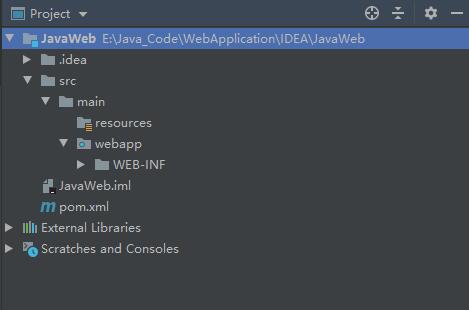 Project
JavaWeb E:\Java_Code\WebApplication\IDEA\JavaWeb
.idea
src
main
resources
webapp
WEB-INF
JavaWeb.iml
m pom.xml
External Libraries
Scratches and Consoles